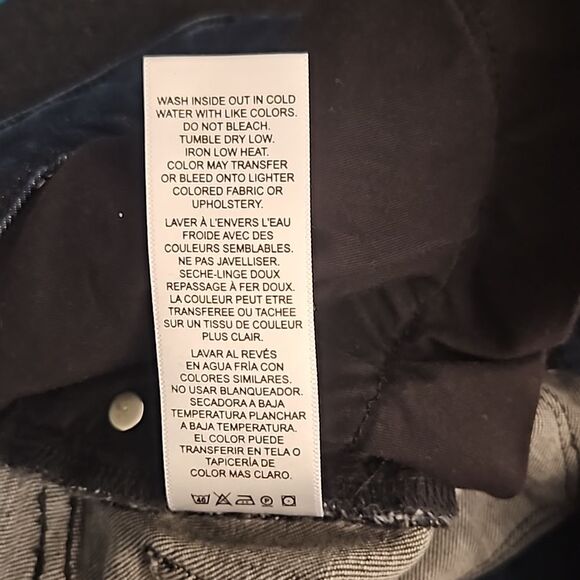 WASH INSIDE OUT IN COLD
WATER WITH LIKE COLORS.
DO NOT BLEACH.
TUMBLE DRY LOW.
IRON LOW HEAT.
COLOR MAY TRANSFER
OR BLEED ONTO LIGHTER
COLORED FABRIC OR
UPHOLSTERY.
LAVER À L'ENVERS L'EAU
FROIDE AVEC DES
COULEURS SEMBLABLES.
NE PAS JAVELLISER.
SECHE-LINGE DOUX
REPASSAGE À FER DOUX.
LA COULEUR PEUT ETRE
TRANSFEREE OU TACHEE
SUR UN TISSU DE COULEUR
PLUS CLAIR.
LAVAR AL REVÉS
EN AGUA FRÍA CON
COLORES SIMILARES.
NO USAR BLANQUEADOR.
SECADORA A BAJA
TEMPERATURA PLANCHAR
A BAJA TEMPERATURA.
EL COLOR PUEDE
TRANSFERIR EN TELA O
TAPICERÍA DE
COLOR MAS CLARO.
40 P